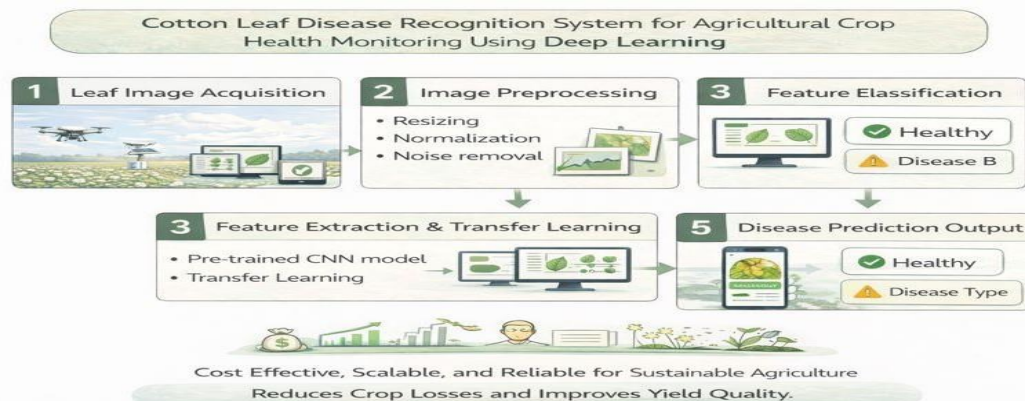 Cotton Leaf Disease Recognition System for Agricultural Crop
Health Monitoring Using Deep Learning
1 Leaf Image Acquisition
2 Image Preprocessing
• Resizing
• Normalization
• Noise removal
3 Feature Elassification
Healthy
Disease B
3 Feature Extraction & Transfer Learning
• Pre-trained CNN model
• Transfer Learning
5 Disease Prediction Output
Healthy
Disease Type
$
Cost Effective, Scalable, and Reliable for Sustainable Agriculture
Reduces Crop Losses and Improves Yield Quality.